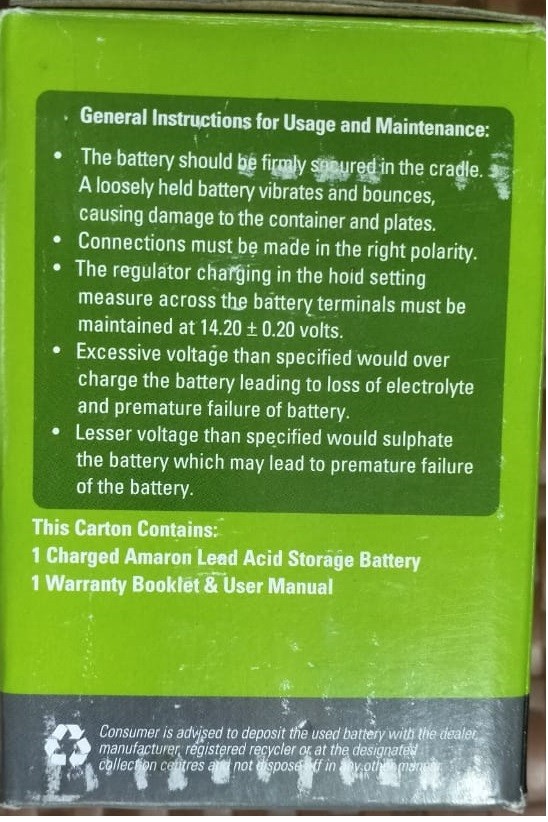 General Instructions for Usage and Maintenance:
• The battery should be firmly secured in the cradle.
A loosely held battery vibrates and bounces,
causing damage to the container and plates.
• Connections must be made in the right polarity.
• The regulator charging in the hoid setting
measure across the battery terminals must be
maintained at 14.20 ± 0.20 volts.
• Excessive voltage than specified would over
charge the battery leading to loss of electrolyte
and premature failure of battery.
• Lesser voltage than specified would sulphate
the battery which may lead to premature failure
of the battery.
This Carton Contains:
1 Charged Amaron Lead Acid Storage Battery
1 Warranty Booklet & User Manual
Consumer is advised to deposit the used battery with the dealer,
manufacturer, registered recycler or at the designated
collection centres and not dispose off in any other manner